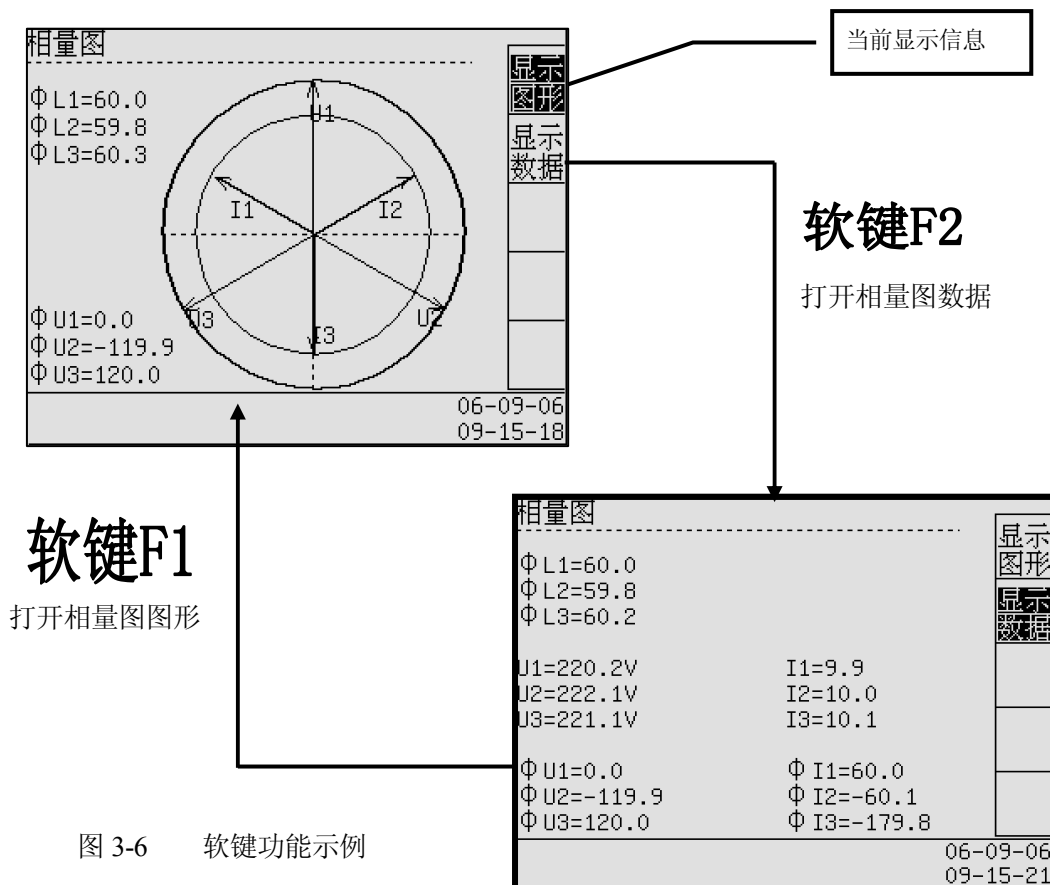 相量图
当前显示信息
显示
图形
ΦL1=60.0
ΦL2=59.8
ΦL3=60.3
显示
数据
U1
I1
I2
U3
U2
I3
ΦU1=0.0
ΦU2=-119.9
ΦU3=120.0
06-09-06
09-15-18
软键F2
打开相量图数据
软键F1
打开相量图图形
相量图
显示
图形
显示
数据
ΦL1=60.0
ΦL2=59.8
ΦL3=60.2
U1=220.2V I1=9.9
U2=222.1V I2=10.0
U3=221.1V I3=10.1
ΦU1=0.0 ΦI1=60.0
ΦU2=-119.9 ΦI2=-60.1
ΦU3=120.0 ΦI3=-179.8
06-09-06
09-15-21
图 3-6 软键功能示例